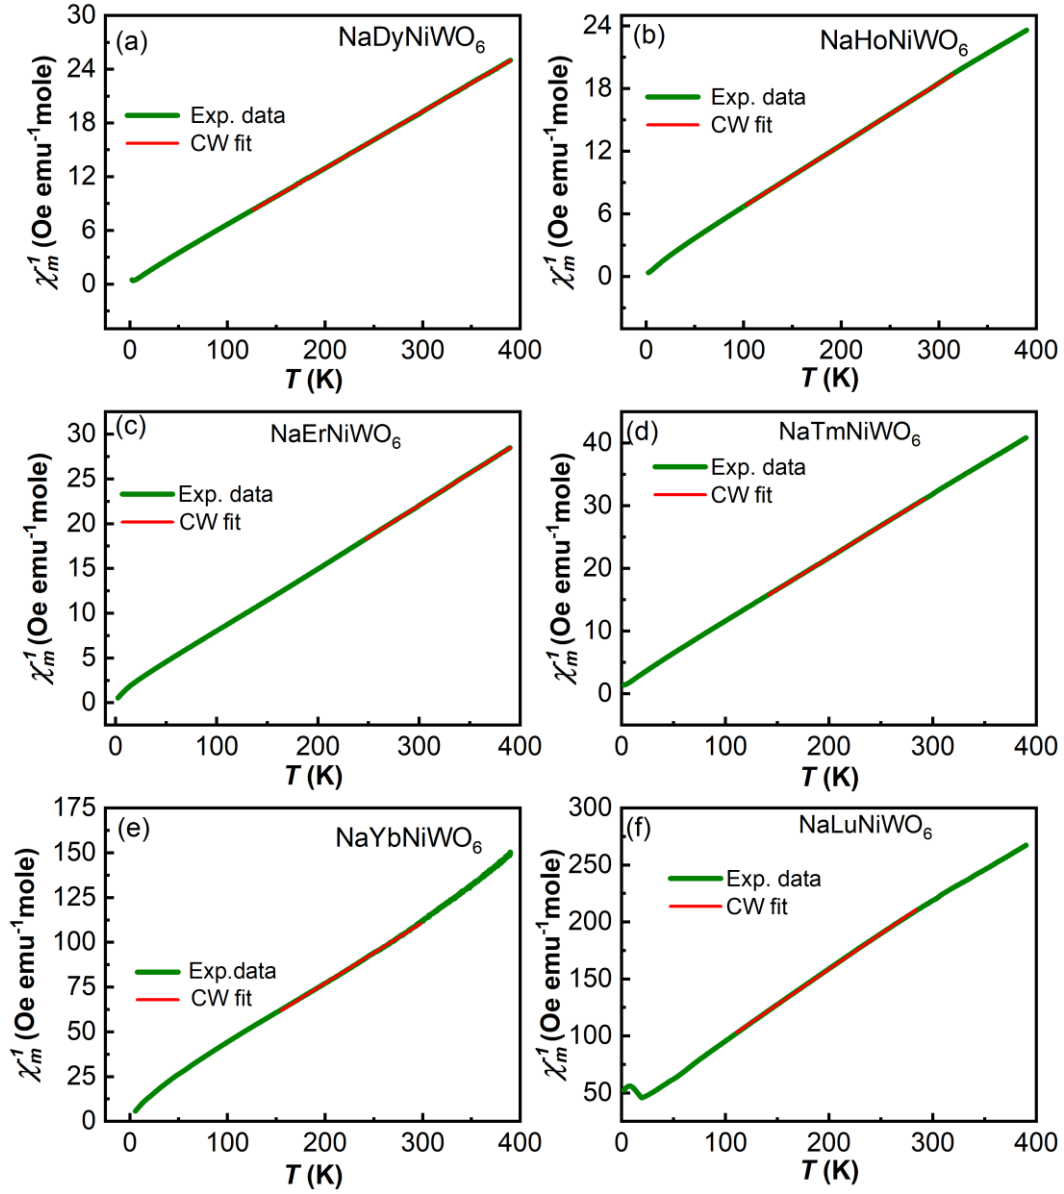 (a)
NaDyNiWO₆
Exp. data
CW fit
30
24
18
12
6
0
χₘ⁻¹ (Oe emu⁻¹mole)
0 100 200 300 400
T (K)
(b)
NaHoNiWO₆
Exp. data
CW fit
24
18
12
6
0
χₘ⁻¹ (Oe emu⁻¹mole)
0 100 200 300 400
T (K)
(c)
NaErNiWO₆
Exp. data
CW fit
30
25
20
15
10
5
0
χₘ⁻¹ (Oe emu⁻¹mole)
0 100 200 300 400
T (K)
(d)
NaTmNiWO₆
Exp. data
CW fit
40
30
20
10
0
χₘ⁻¹ (Oe emu⁻¹mole)
0 100 200 300 400
T (K)
(e)
NaYbNiWO₆
Exp.data
CW fit
175
150
125
100
75
50
25
0
χₘ⁻¹ (Oe emu⁻¹mole)
0 100 200 300 400
T (K)
(f)
NaLuNiWO₆
Exp. data
CW fit
300
250
200
150
100
50
χₘ⁻¹ (Oe emu⁻¹mole)
0 100 200 300 400
T (K)